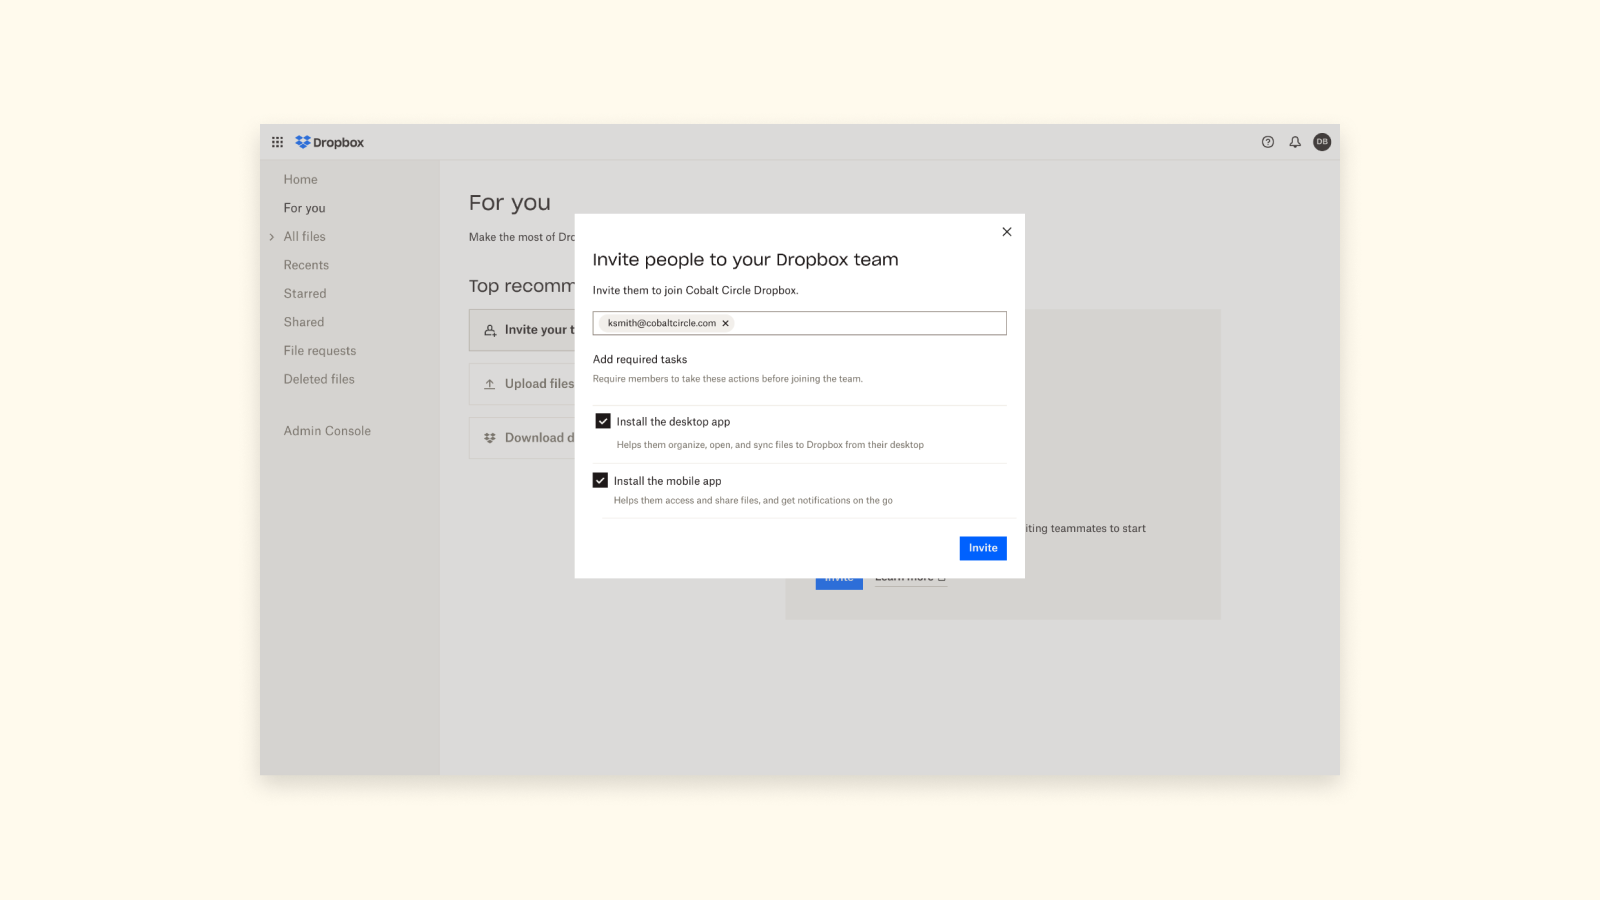 Dropbox
DB
Home
For you
All files
Recents
Starred
Shared
File requests
Deleted files
Admin Console
For you
Make the most of
Top
Invite your
Upload files
Download
Invite people to your Dropbox team
Invite them to join Cobalt Circle Dropbox.
ksmith@cobaltcircle.com
Add required tasks
Require members to take these actions before joining the team.
Install the desktop app
Helps them organize, open, and sync files to Dropbox from their desktop
Install the mobile app
Helps them access and share files, and get notifications on the go
Invite
teammates to start
Invite
Learn more